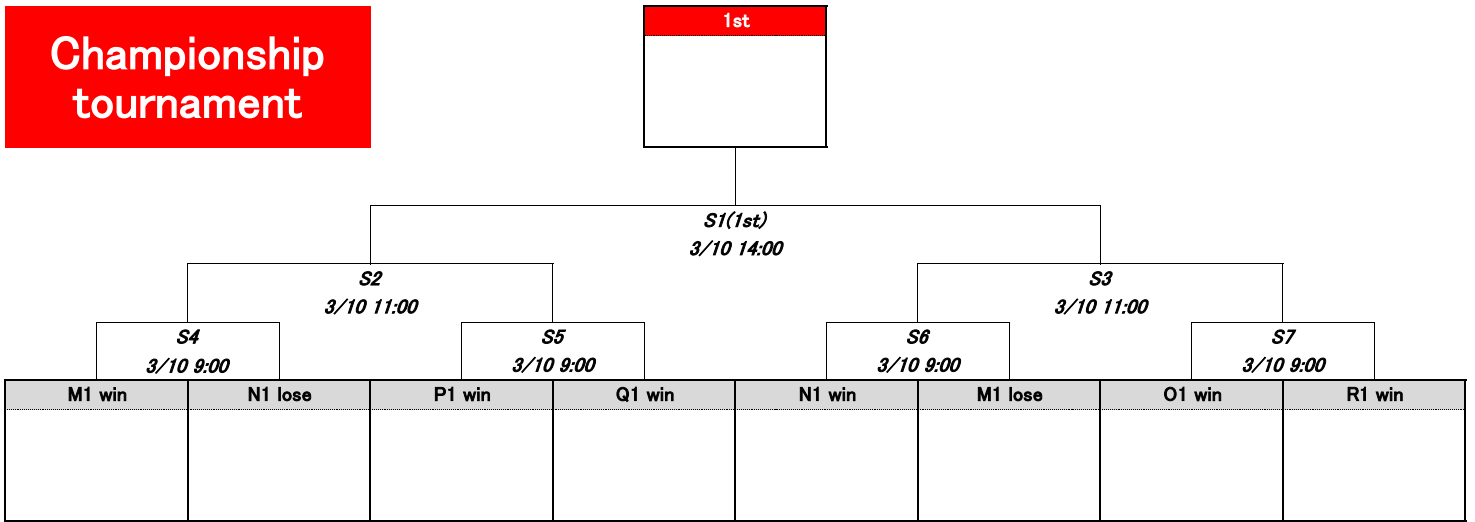 Championship
tournament
1st
S1(1st)
3/10 14:00
S2
3/10 11:00
S3
3/10 11:00
S4
3/10 9:00
S5
3/10 9:00
S6
3/10 9:00
S7
3/10 9:00
M1 win
N1 lose
P1 win
Q1 win
N1 win
M1 lose
O1 win
R1 win